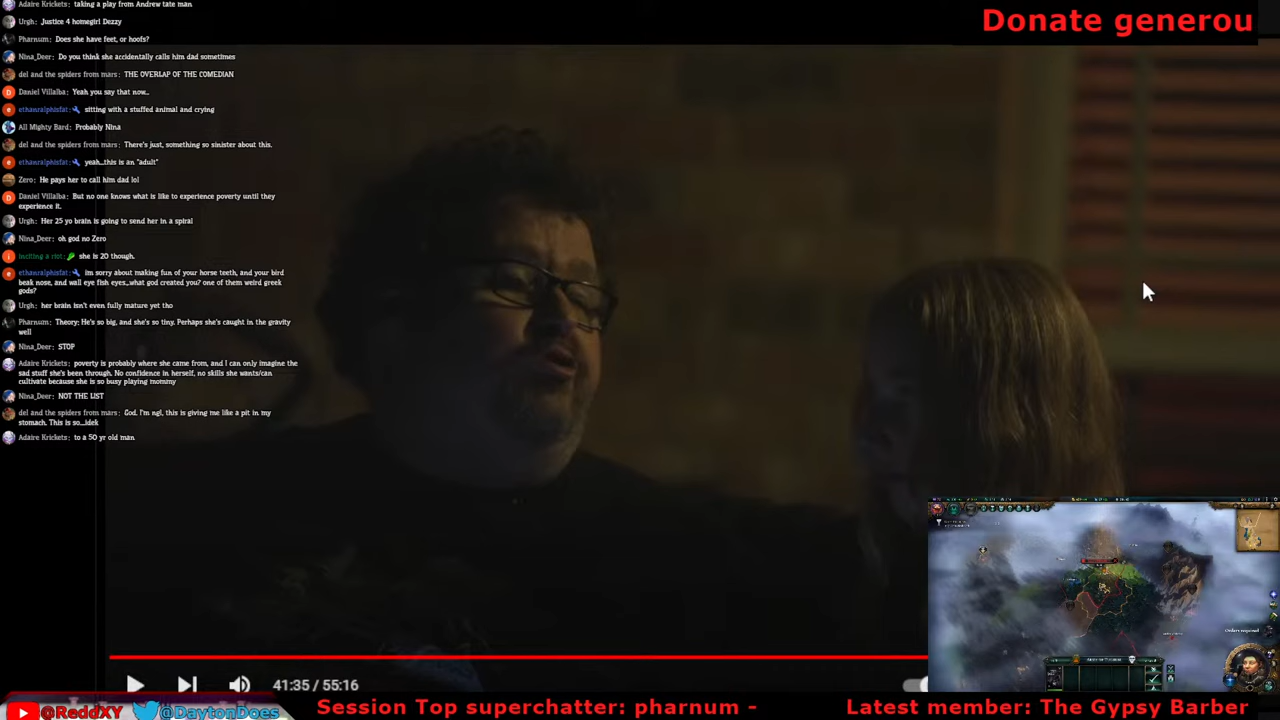 Adaire Krickets: taking a play from Andrew tate man
Urgh: Justice 4 homegirl Dezzy
Pharnum: Does she have feet, or hoofs?
Nina_Deer: Do you think she accidentally calls him dad sometimes
del and the spiders from mars: THE OVERLAP OF THE COMEDIAN
Daniel Villalba: Yeah you say that now...
ethanralphisfat: sitting with a stuffed animal and crying
All Mighty Bard: Probably Nina
del and the spiders from mars: There's just, something so sinister about this.
ethanralphisfat: yeah...this is an "adult"
Zero: He pays her to call him dad lol
Daniel Villalba: But no one knows what is like to experience poverty until they
experience it.
Urgh: Her 25 yo brain is going to send her in a spiral
Nina_Deer: oh god no Zero
inciting a riot: she is 20 though.
ethanralphisfat: im sorry about making fun of your horse teeth, and your bird
beak nose, and wall eye fish eyes...what god created you? one of them weird greek
gods?
Urgh: her brain isn't even fully mature yet tho
Pharnum: Theory: He's so big, and she's so tiny. Perhaps she's caught in the gravity
well
Nina_Deer: STOP
Adaire Krickets: poverty is probably where she came from, and I can only imagine the
sad stuff she's been through. No confidence in herself, no skills she wants/can
cultivate because she is so busy playing mommy
Nina_Deer: NOT THE LIST
del and the spiders from mars: God, I'm ngl, this is giving me like a pit in my
stomach. This is so...idek
Adaire Krickets: to a 50 yr old man
Donate generou
41:35 / 55:16
@ReddXY
@DaytonDoes
Session Top superchatter: pharnum -
Latest member: The Gypsy Barber